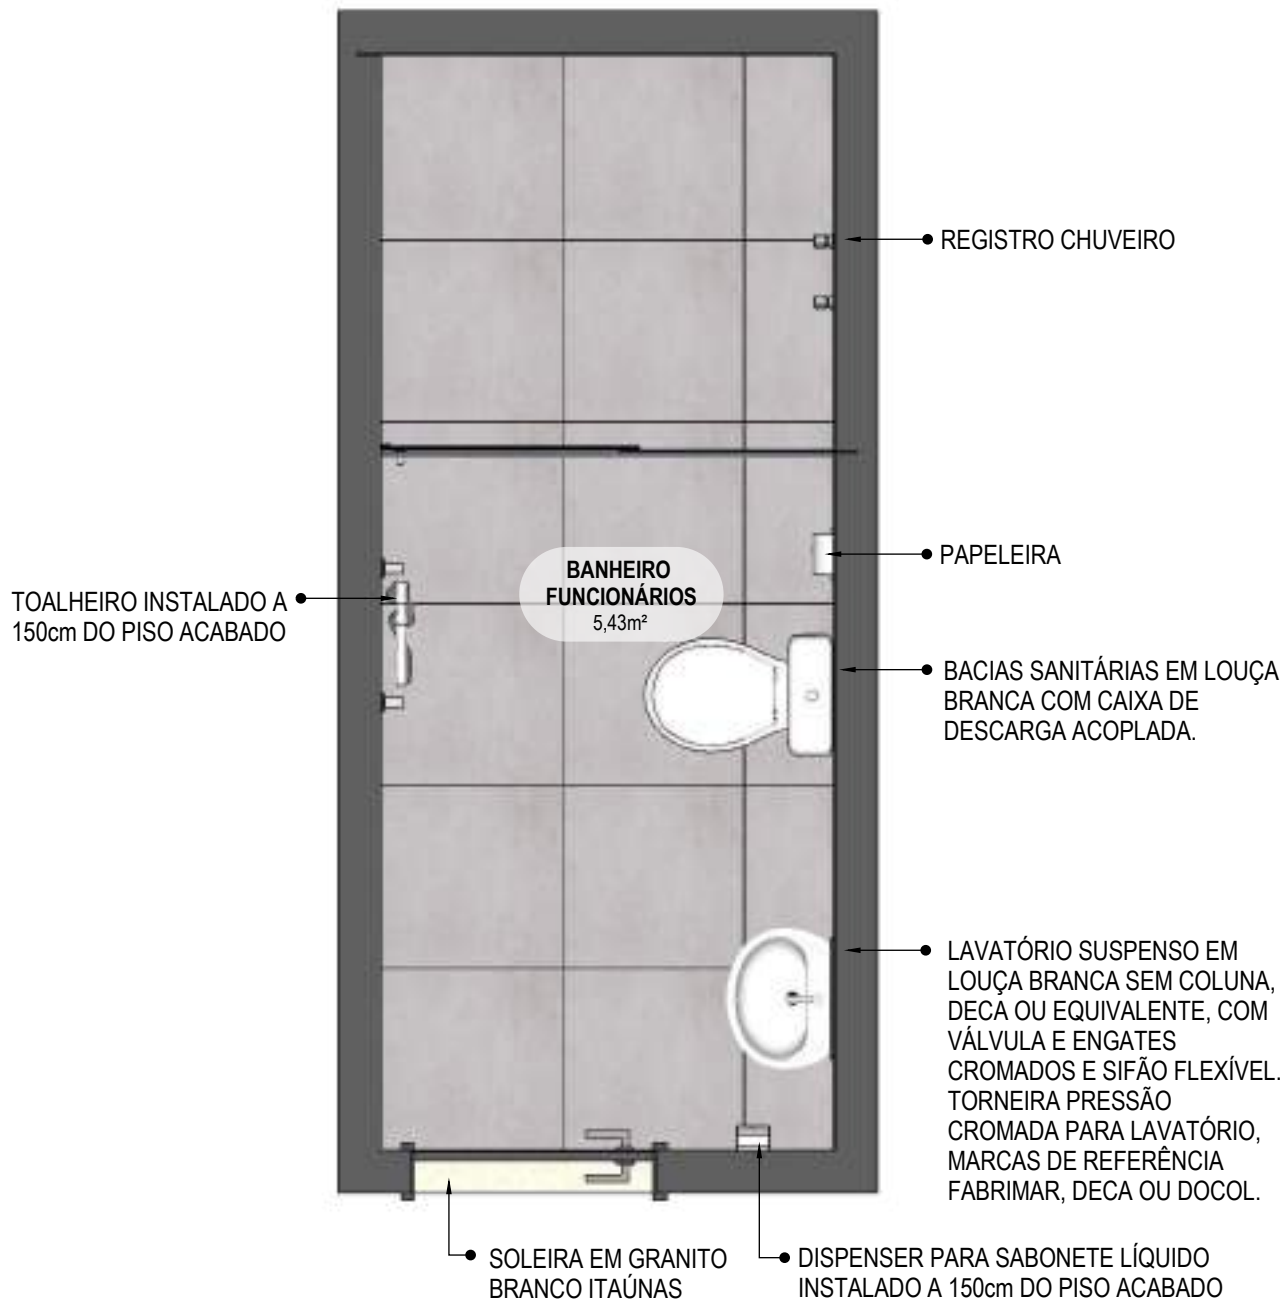 REGISTRO CHUVEIRO
PAPELEIRA
BANHEIRO
FUNCIONÁRIOS
5,43m²
TOALHEIRO INSTALADO A
150cm DO PISO ACABADO
BACIAS SANITÁRIAS EM LOUÇA
BRANCA COM CAIXA DE
DESCARGA ACOPLADA.
LAVATÓRIO SUSPENSO EM
LOUÇA BRANCA SEM COLUNA,
DECA OU EQUIVALENTE, COM
VÁLVULA E ENGATES
CROMADOS E SIFÃO FLEXÍVEL.
TORNEIRA PRESSÃO
CROMADA PARA LAVATÓRIO,
MARCAS DE REFERÊNCIA
FABRIMAR, DECA OU DOCOL.
SOLEIRA EM GRANITO
BRANCO ITAÚNAS
DISPENSER PARA SABONETE LÍQUIDO
INSTALADO A 150cm DO PISO ACABADO